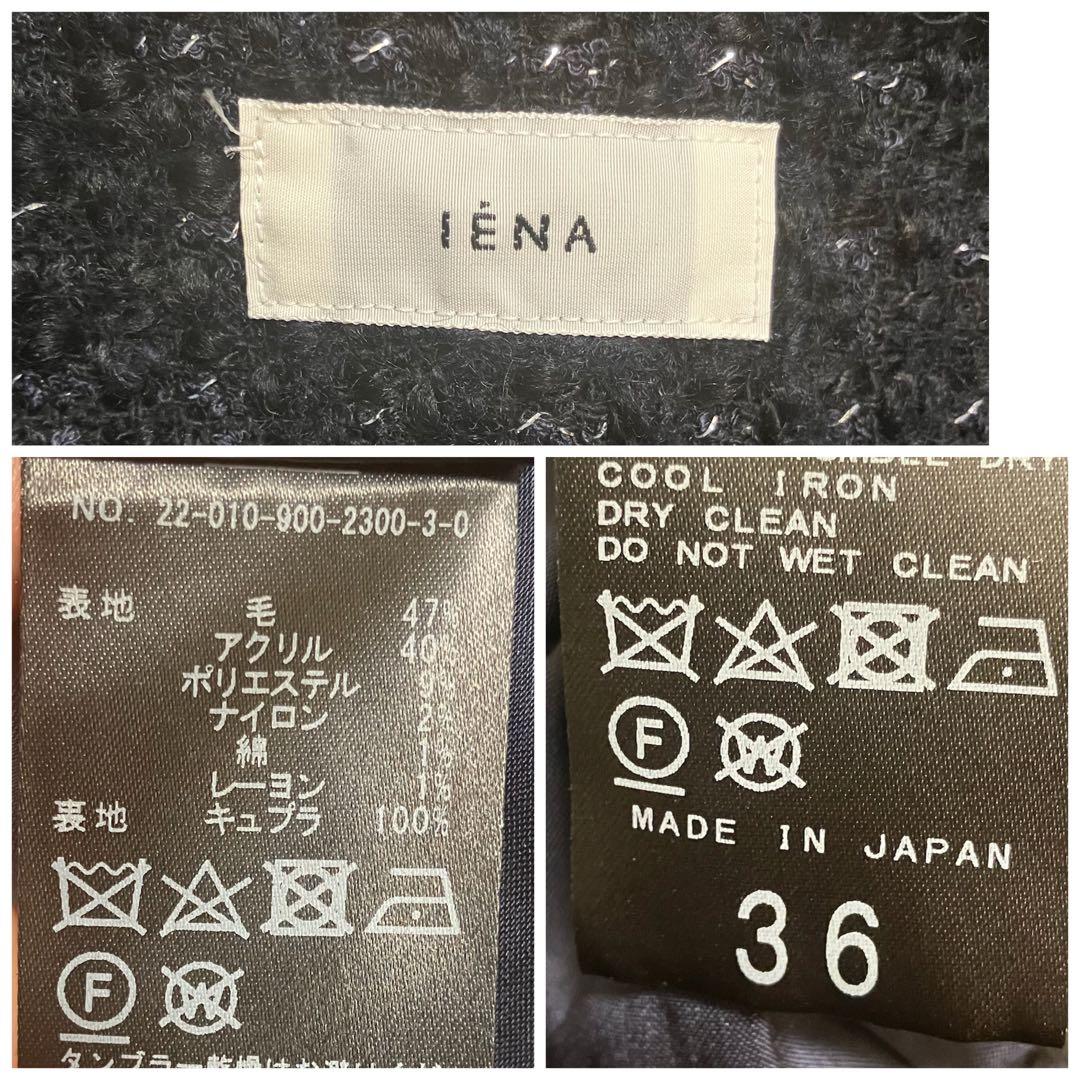 IÉNA
NO. 22-010-900-2300-3-0
表地 毛 47%
アクリル 40%
ポリエステル 9%
ナイロン 2%
綿 1%
レーヨン 1%
裏地 キュプラ 100%
F
W
COOL IRON
DRY CLEAN
DO NOT WET CLEAN
F
W
MADE IN JAPAN
36